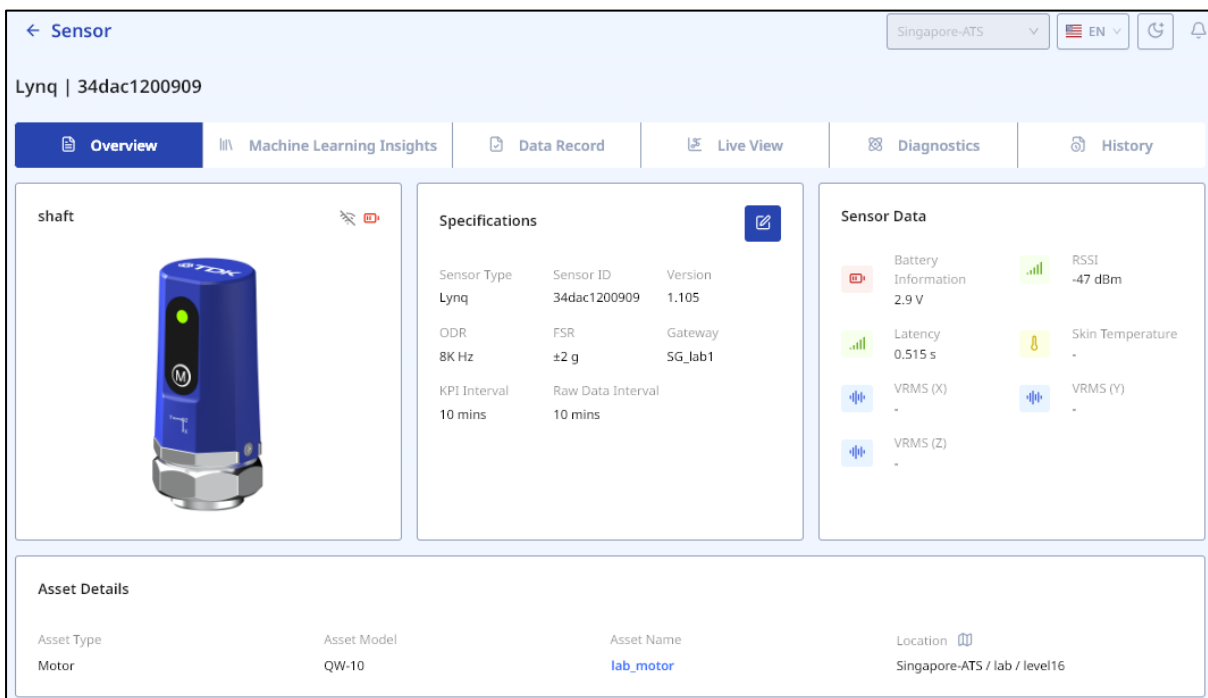 ← Sensor
Singapore-ATS
EN
Lynq | 34dac1200909
Overview
Machine Learning Insights
Data Record
Live View
Diagnostics
History
shaft
TDK
M
Specifications
Sensor Type Sensor ID Version
Lynq 34dac1200909 1.105
ODR FSR Gateway
8K Hz ±2 g SG_lab1
KPI Interval Raw Data Interval
10 mins 10 mins
Sensor Data
Battery
Information
2.9 V
RSSI
-47 dBm
Latency
0.515 s
Skin Temperature
-
VRMS (X)
-
VRMS (Y)
-
VRMS (Z)
-
Asset Details
Asset Type Asset Model Asset Name Location
Motor QW-10 lab_motor Singapore-ATS / lab / level16